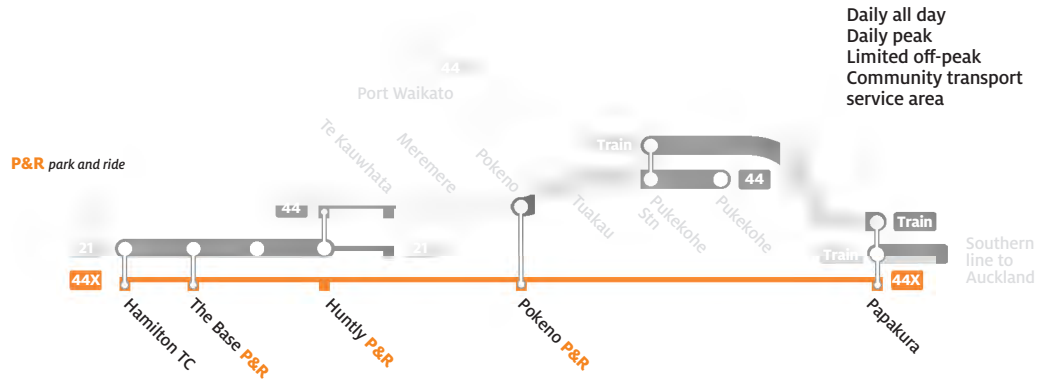 Daily all day
Daily peak
Limited off-peak
Community transport
service area
44
Port Waikato
P&R park and ride
Te Kauwhata
Meremere
Pokeno
Train
44
Tuakau
Pukekohe
Stn
Pukekohe
44
Train
21
21
Train
Southern
line to
Auckland
44X
44X
Hamilton TC
The Base P&R
Huntly P&R
Pokeno P&R
Papakura